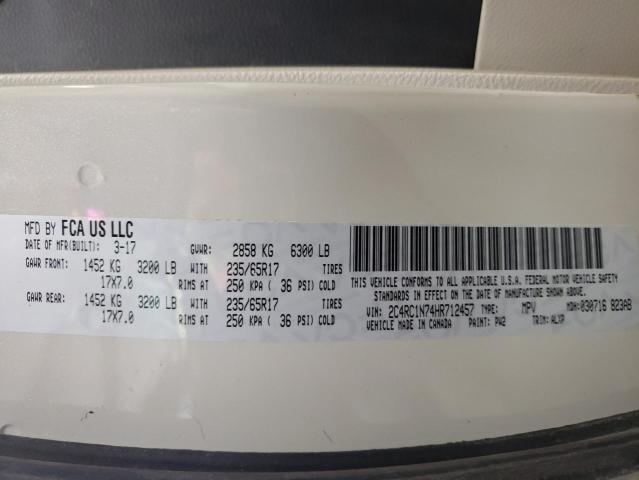 MFD BY FCA US LLC
DATE OF MFR(BUILT): 3-17 GVWR: 2858 KG 6300 LB
GAWR FRONT: 1452 KG 3200 LB WITH 235/65R17 TIRES
17X7.0 RIMS AT 250 KPA ( 36 PSI) COLD
GAWR REAR: 1452 KG 3200 LB WITH 235/65R17 TIRES
17X7.0 RIMS AT 250 KPA ( 36 PSI) COLD
THIS VEHICLE CONFORMS TO ALL APPLICABLE U.S.A. FEDERAL MOTOR VEHICLE SAFETY
STANDARDS IN EFFECT ON THE DATE OF MANUFACTURE SHOWN ABOVE.
VIN: 2C4RC1N74HR712457 TYPE: MPV MDH: 030716 823AB
VEHICLE MADE IN CANADA PAINT: PW2 TRIM: ALXP